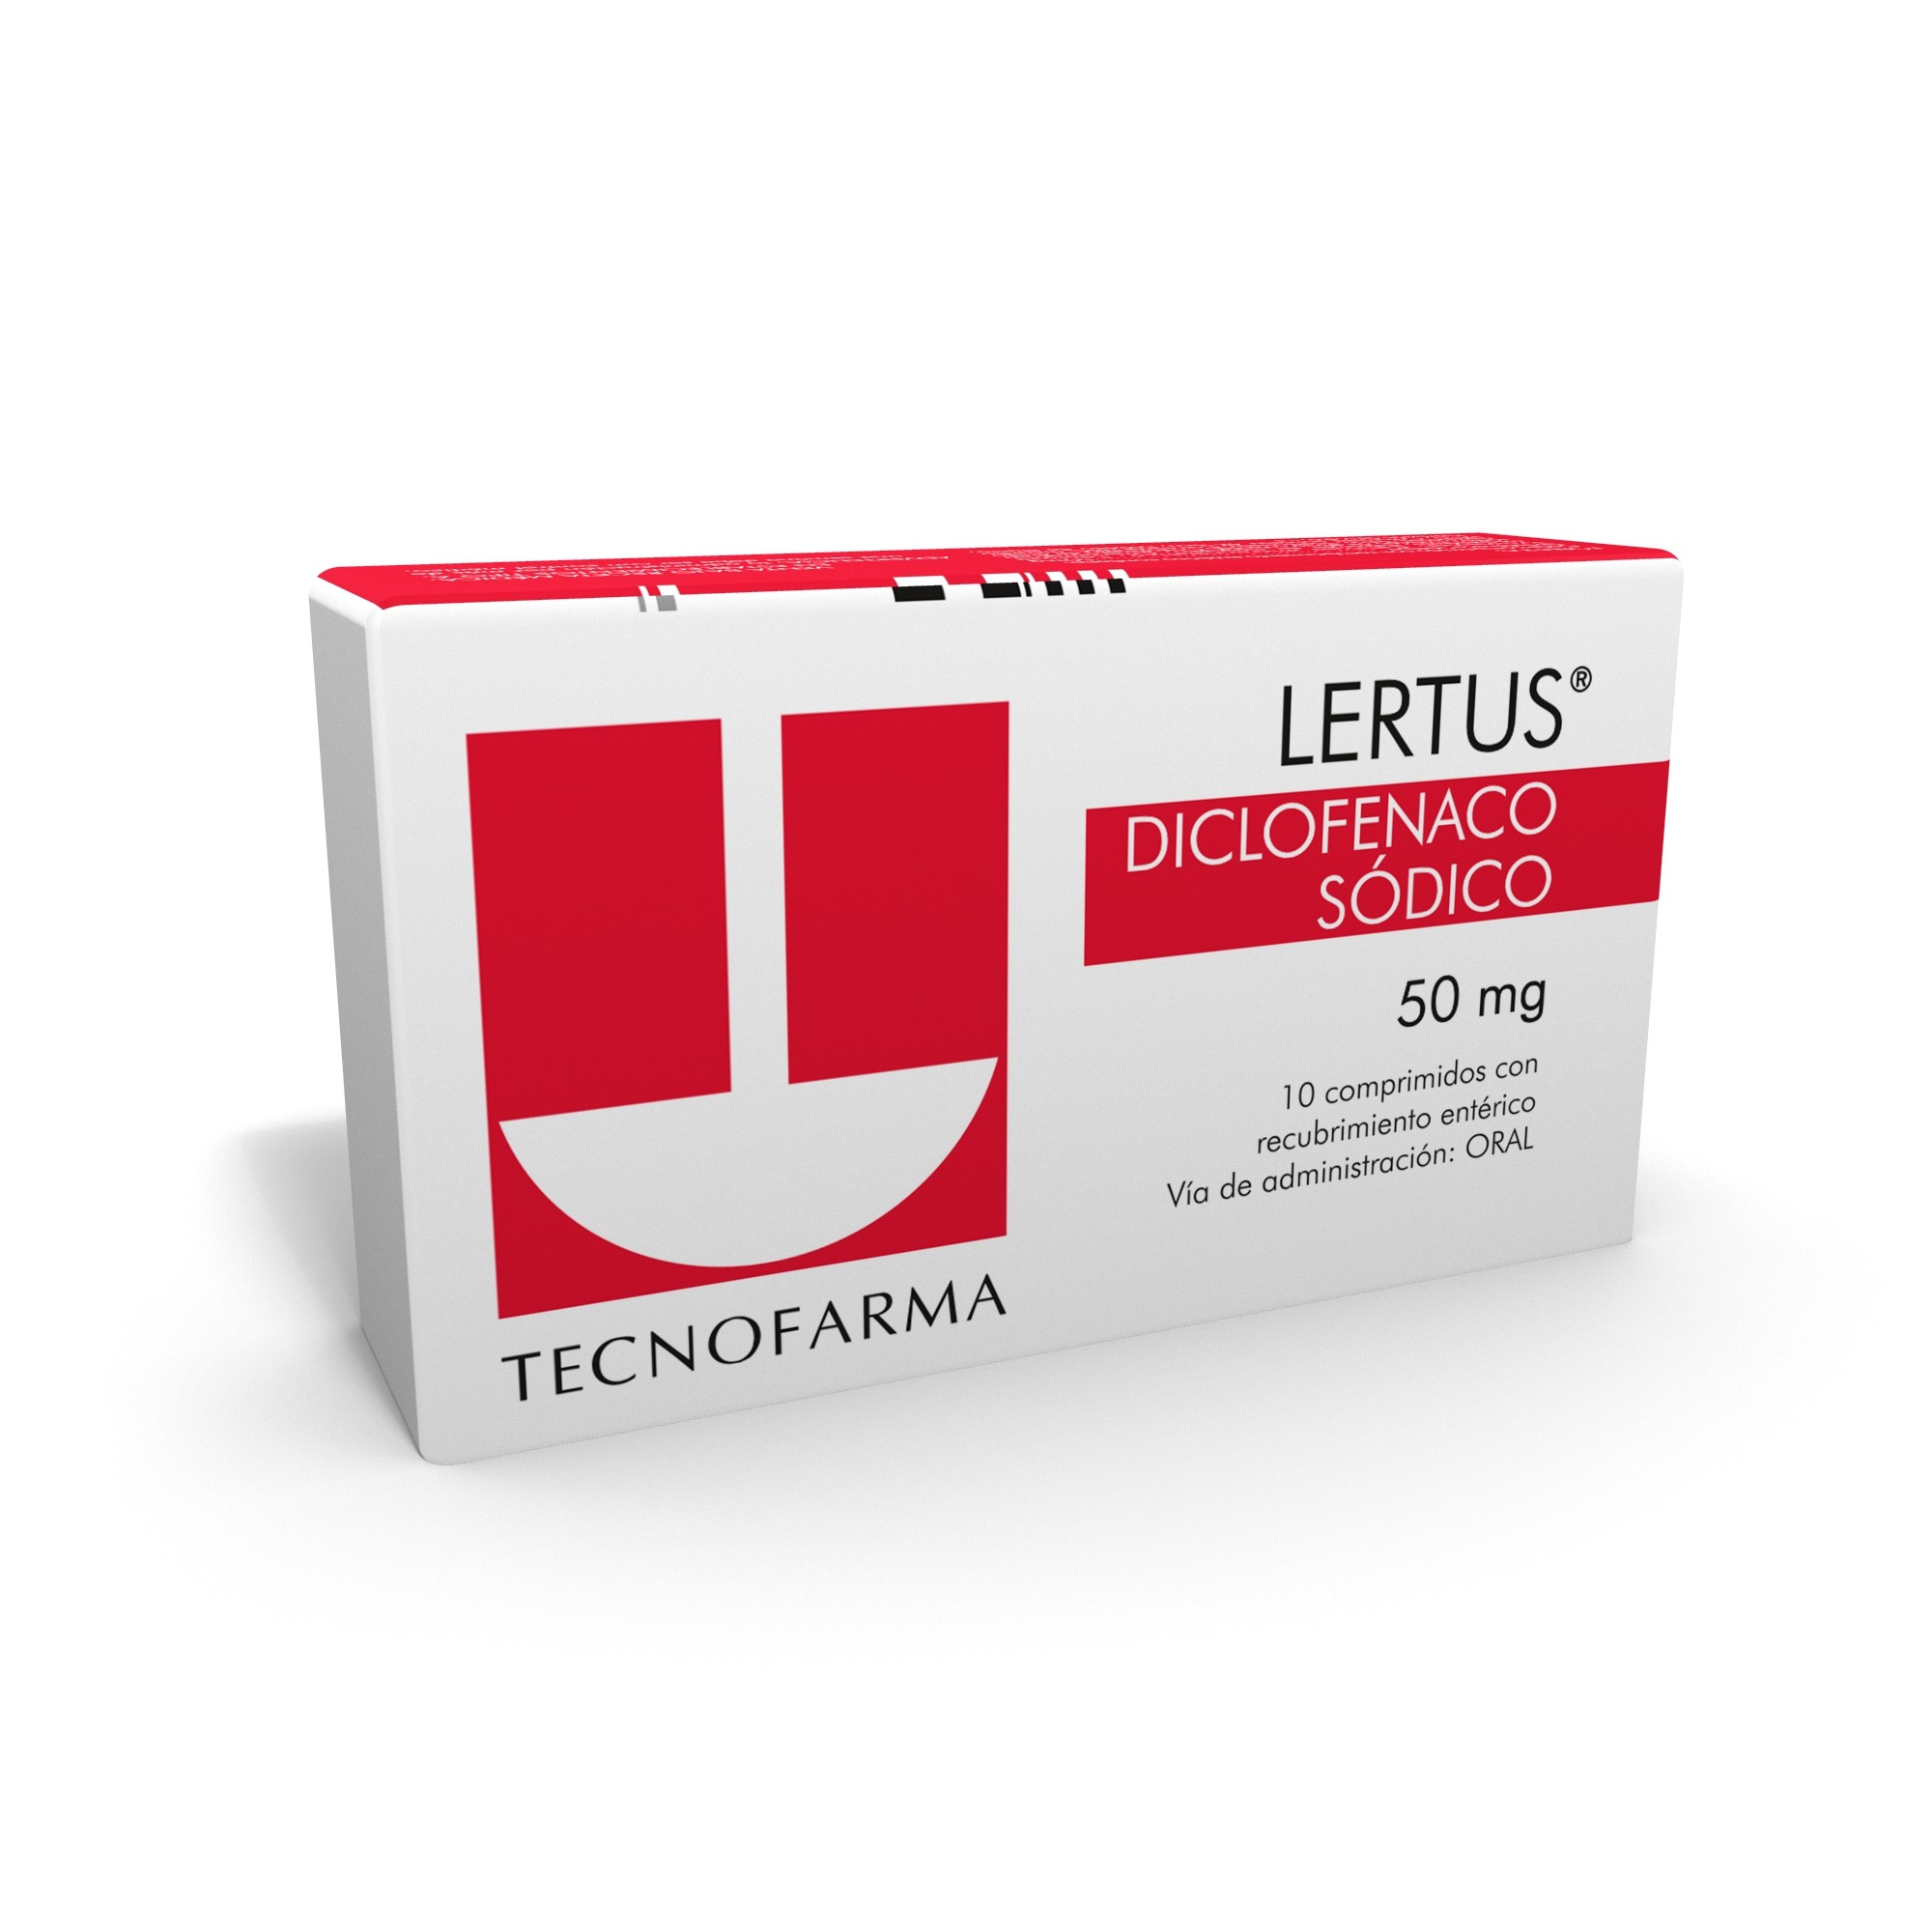 LERTUS®
DICLOFENACO
SÓDICO
50 mg
10 comprimidos con
recubrimiento entérico
Vía de administración: ORAL
TECNOFARMA